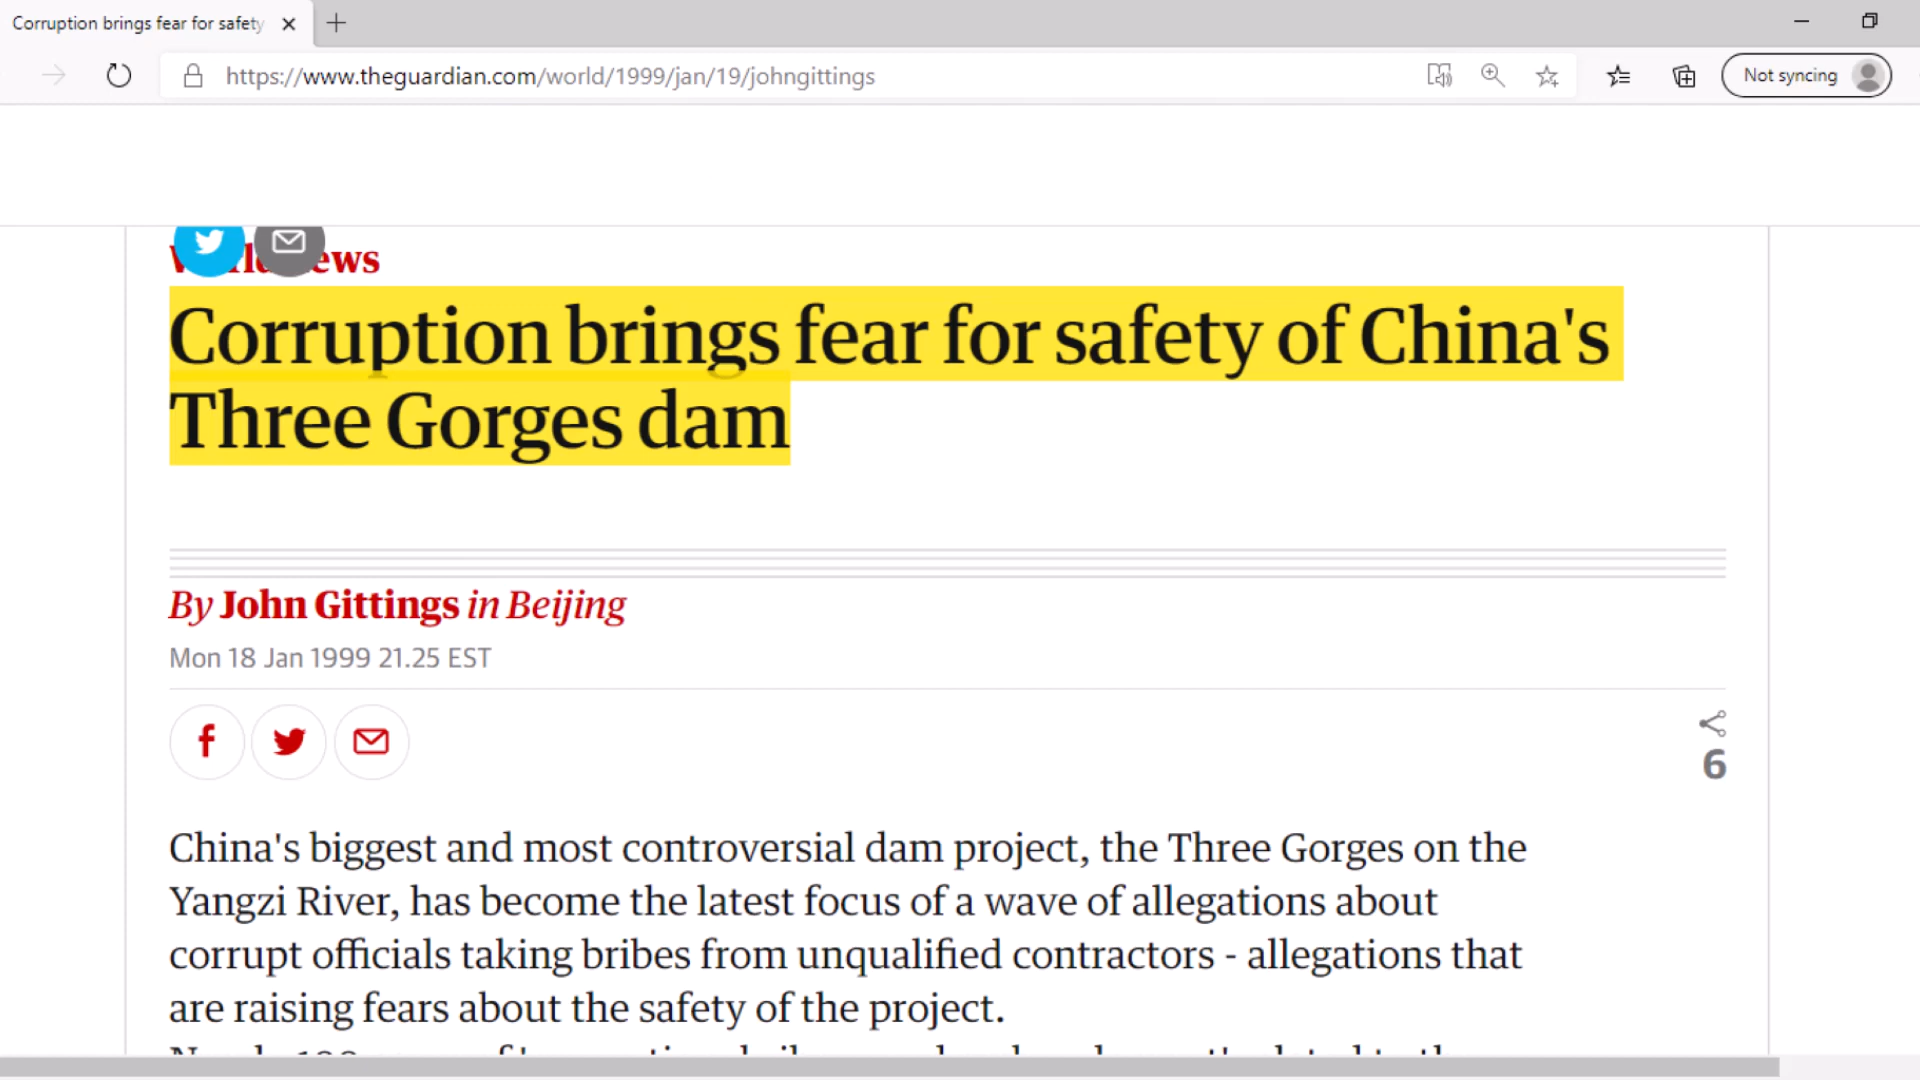 Corruption brings fear for safety
https://www.theguardian.com/world/1999/jan/19/johngittings
Not syncing
Corruption brings fear for safety of China's
Three Gorges dam
By John Gittings in Beijing
Mon 18 Jan 1999 21.25 EST
6
China's biggest and most controversial dam project, the Three Gorges on the
Yangzi River, has become the latest focus of a wave of allegations about
corrupt officials taking bribes from unqualified contractors - allegations that
are raising fears about the safety of the project.